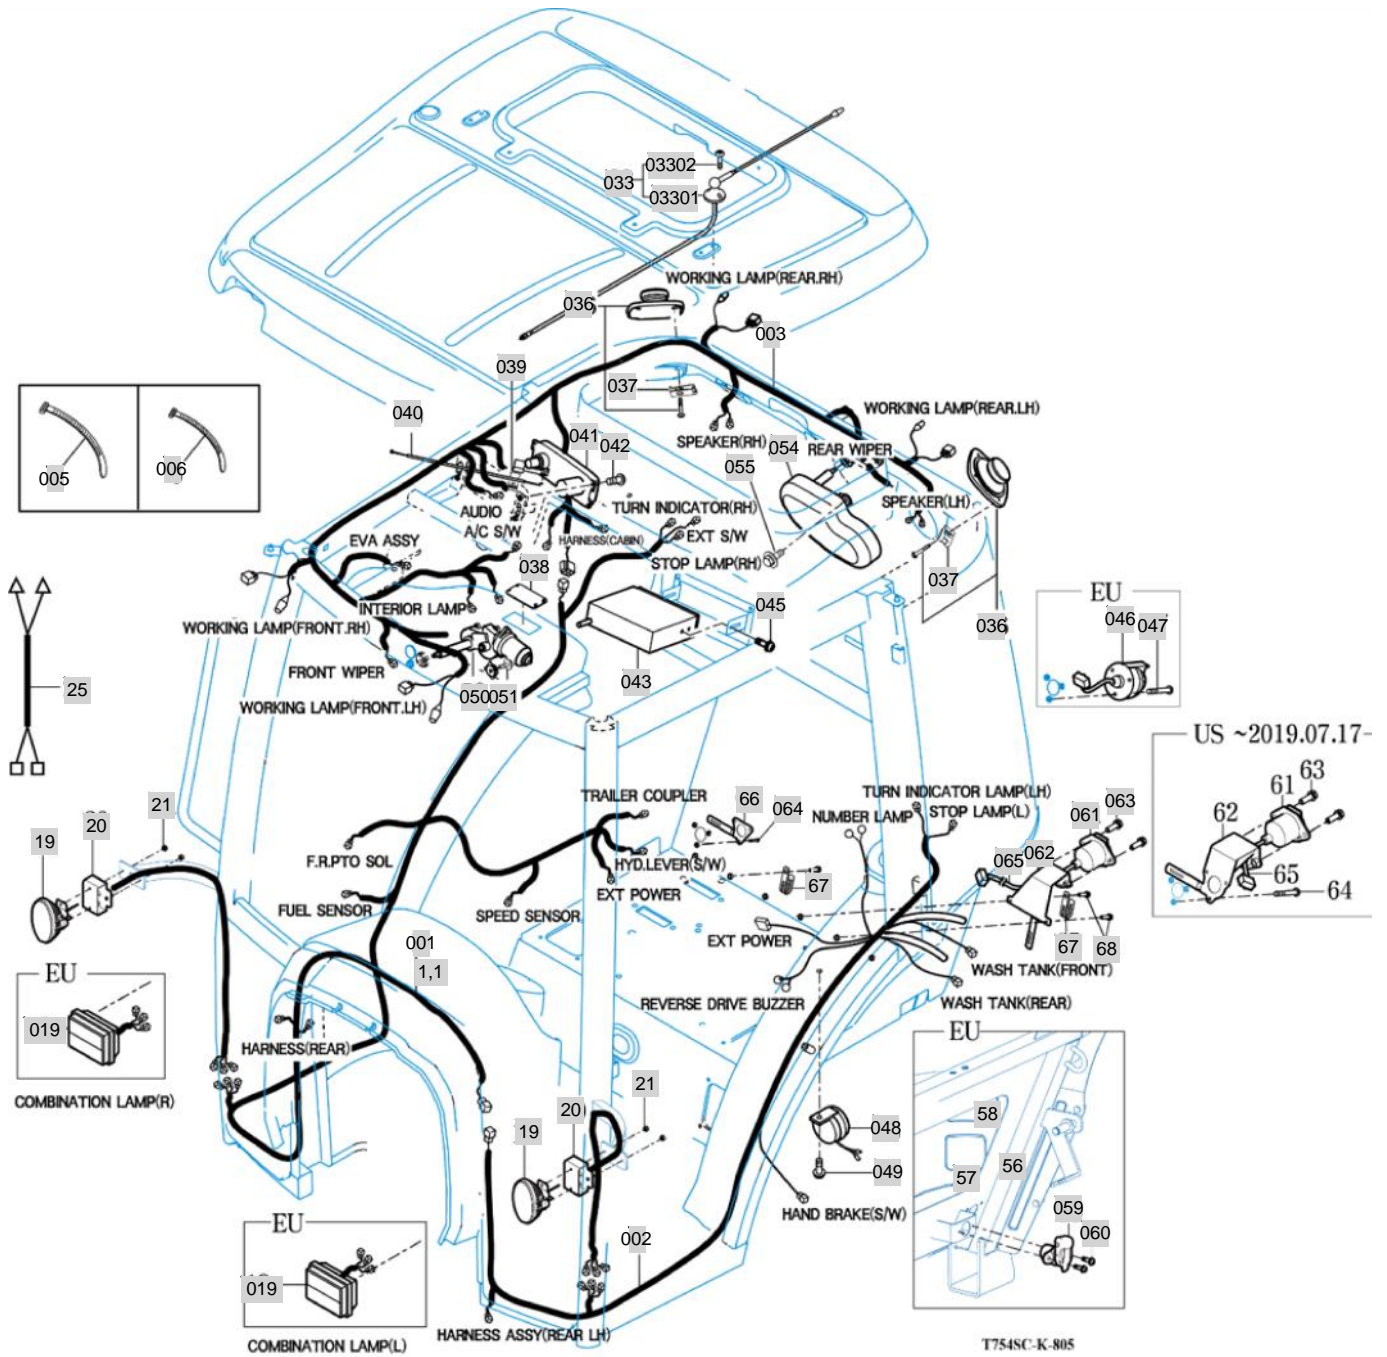 03302
033
03301
WORKING LAMP(REAR.RH)
036
003
039
037
040
WORKING LAMP(REAR.LH)
041
042
SPEAKER(RH)
054
REAR WIPER
005
006
055
SPEAKER(LH)
AUDIO
TURN INDICATOR(RH)
A/C S/W
HARNESS(CABIN)
EXT S/W
EVA ASSY
STOP LAMP(RH)
038
037
EU
INTERIOR LAMP
045
046
047
WORKING LAMP(FRONT.RH)
036
FRONT WIPER
043
25
050
051
WORKING LAMP(FRONT.LH)
US ~2019.07.17
61
63
TURN INDICATOR LAMP(LH)
TRAILER COUPLER
66
064
NUMBER LAMP
STOP LAMP(L)
061
063
62
21
20
19
F.R.PTO SOL
HYD.LEVER(S/W)
065
062
65
67
EXT POWER
64
FUEL SENSOR
SPEED SENSOR
001
EXT POWER
67
68
1,1
WASH TANK(FRONT)
EU
REVERSE DRIVE BUZZER
WASH TANK(REAR)
019
EU
HARNESS(REAR)
COMBINATION LAMP(R)
21
20
58
19
048
57
56
049
HAND BRAKE(S/W)
059
060
EU
002
019
HARNESS ASSY(REAR LH)
COMBINATION LAMP(L)
T754SC-K-805